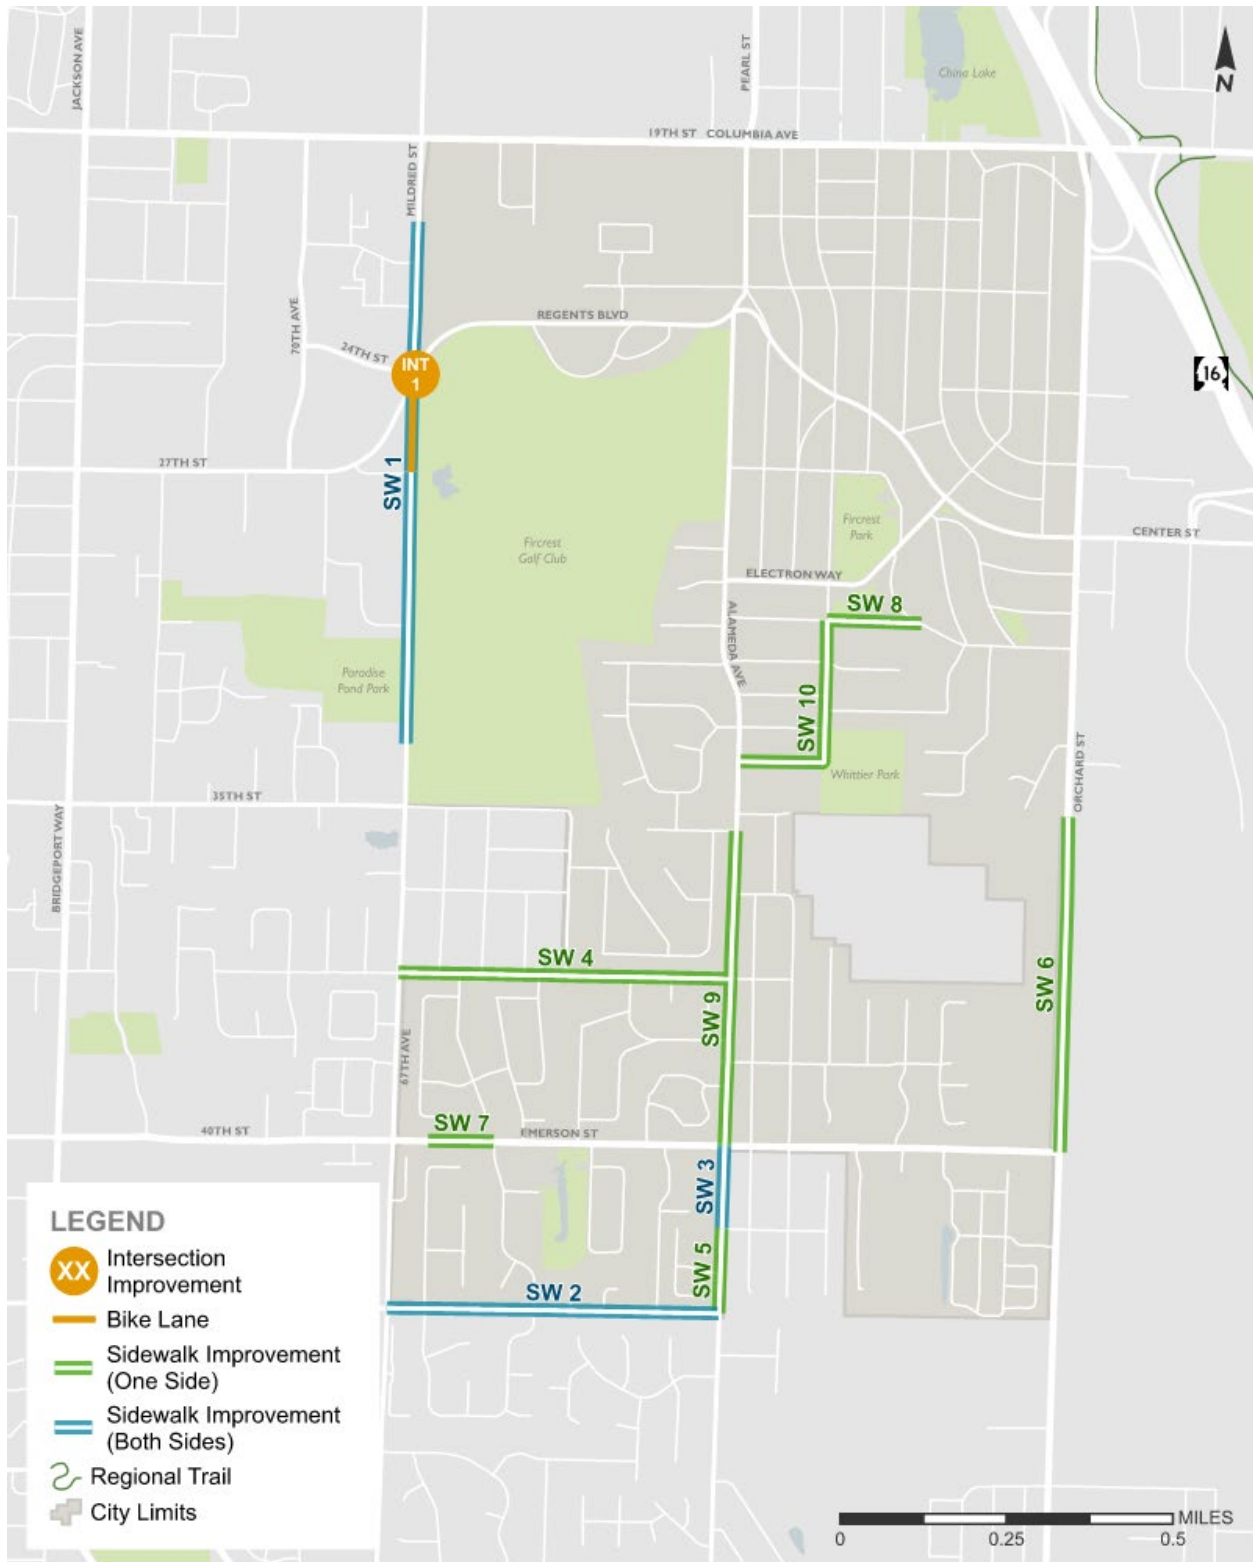 JACKSON AVE
PEARL ST
China Lake
N
19TH ST COLUMBIA AVE
MILDRED ST
70TH AVE
REGENTS BLVD
24TH ST
INT
1
16
27TH ST
SW 1
Fircrest
Golf Club
Fircrest
Park
CENTER ST
ELECTRON WAY
ALAMEDA AVE
SW 8
Paradise
Pond Park
SW 10
Whittier Park
ORCHARD ST
35TH ST
BRIDGEPORT WAY
SW 4
SW 9
SW 6
67TH AVE
40TH ST
SW 7
EMERSON ST
SW 3
SW 5
SW 2
LEGEND
XX Intersection
Improvement
Bike Lane
Sidewalk Improvement
(One Side)
Sidewalk Improvement
(Both Sides)
Regional Trail
City Limits
MILES
0 0.25 0.5